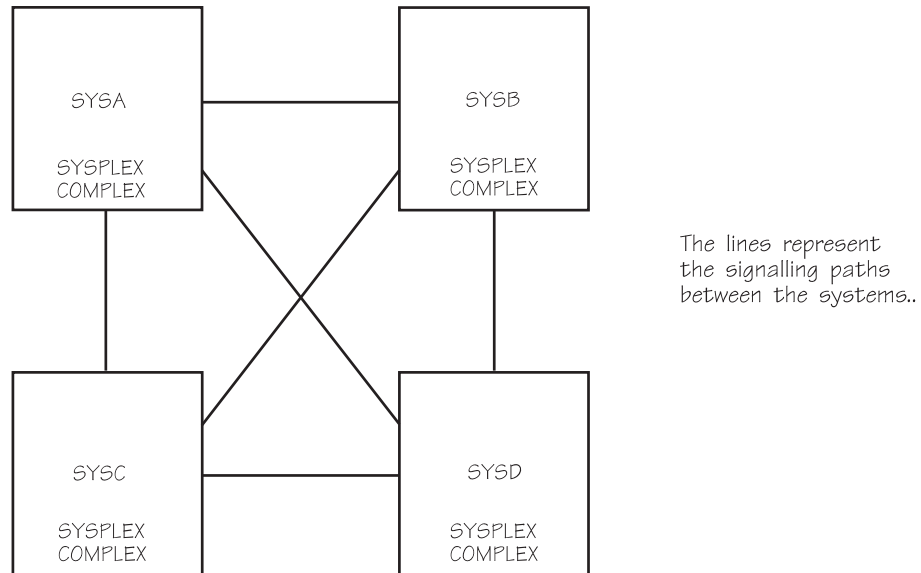 SYSA
SYSPLEX
COMPLEX
SYSB
SYSPLEX
COMPLEX
The lines represent
the signalling paths
between the systems..
SYSC
SYSPLEX
COMPLEX
SYSD
SYSPLEX
COMPLEX